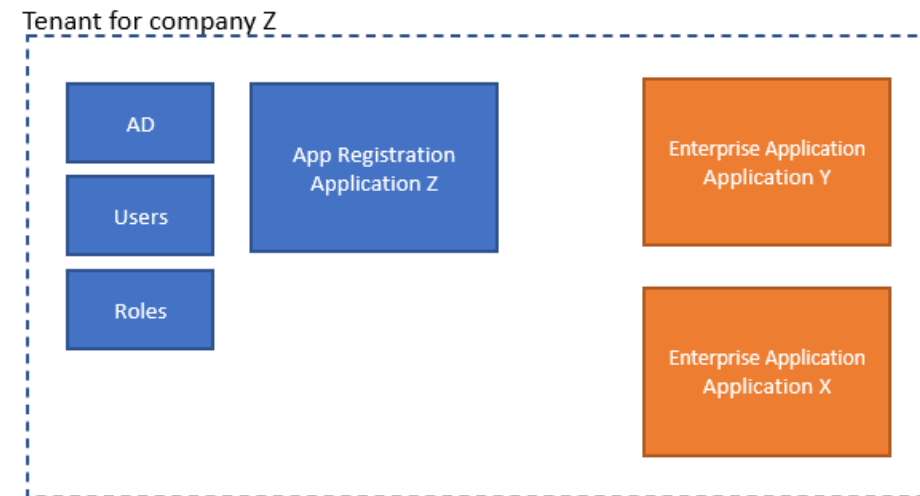 Tenant for company Z
AD
Users
Roles
App Registration
Application Z
Enterprise Application
Application Y
Enterprise Application
Application X